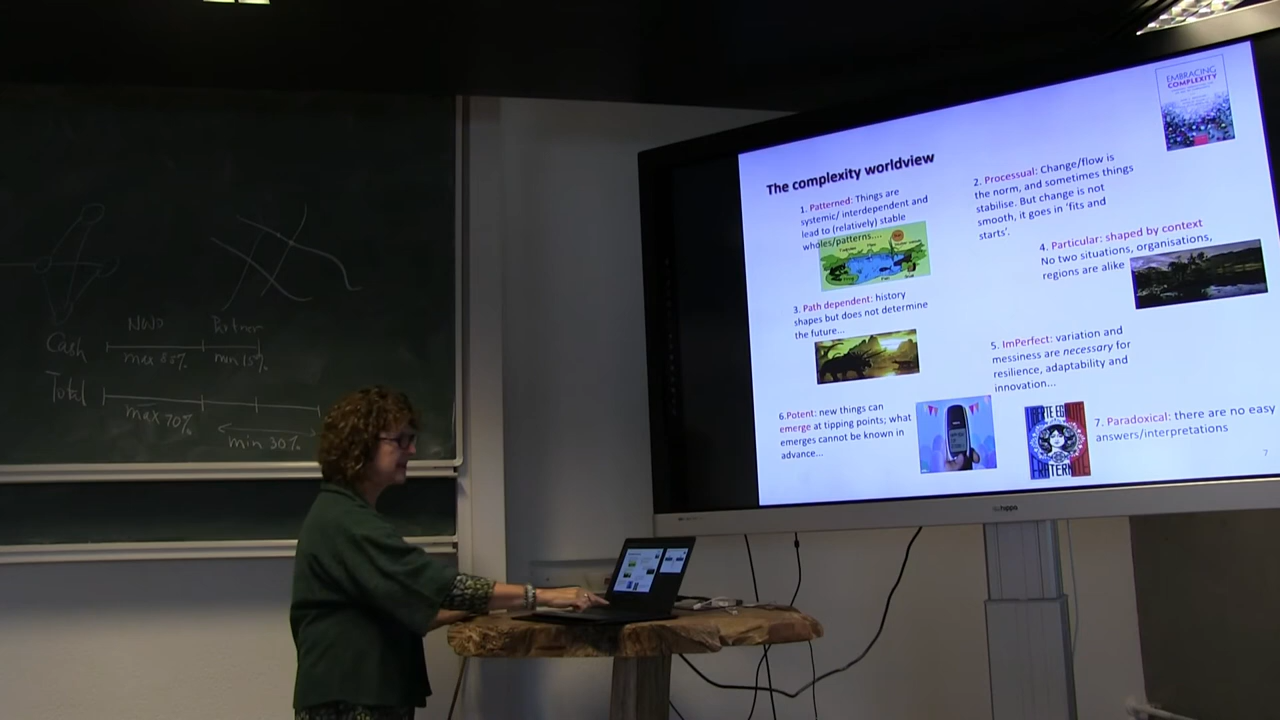 NWO
Partner
Cash
max 85%
min 15%
Total
max 70%
min 30%
EMBRACING
COMPLEXITY
The complexity worldview
1. Patterned: Things are
systemic/ interdependent and
lead to (relatively) stable
wholes/patterns....
2. Processual: Change/flow is
the norm, and sometimes things
stabilise. But change is not
smooth, it goes in ‘fits and
starts’.
3. Path dependent: history
shapes but does not determine
the future...
4. Particular: shaped by context
No two situations, organisations,
regions are alike
5. ImPerfect: variation and
messiness are necessary for
resilience, adaptability and
innovation...
6.Potent: new things can
emerge at tipping points; what
emerges cannot be known in
advance...
LIBERTE EGALITE
FRATERNITE
7. Paradoxical: there are no easy
answers/interpretations
7